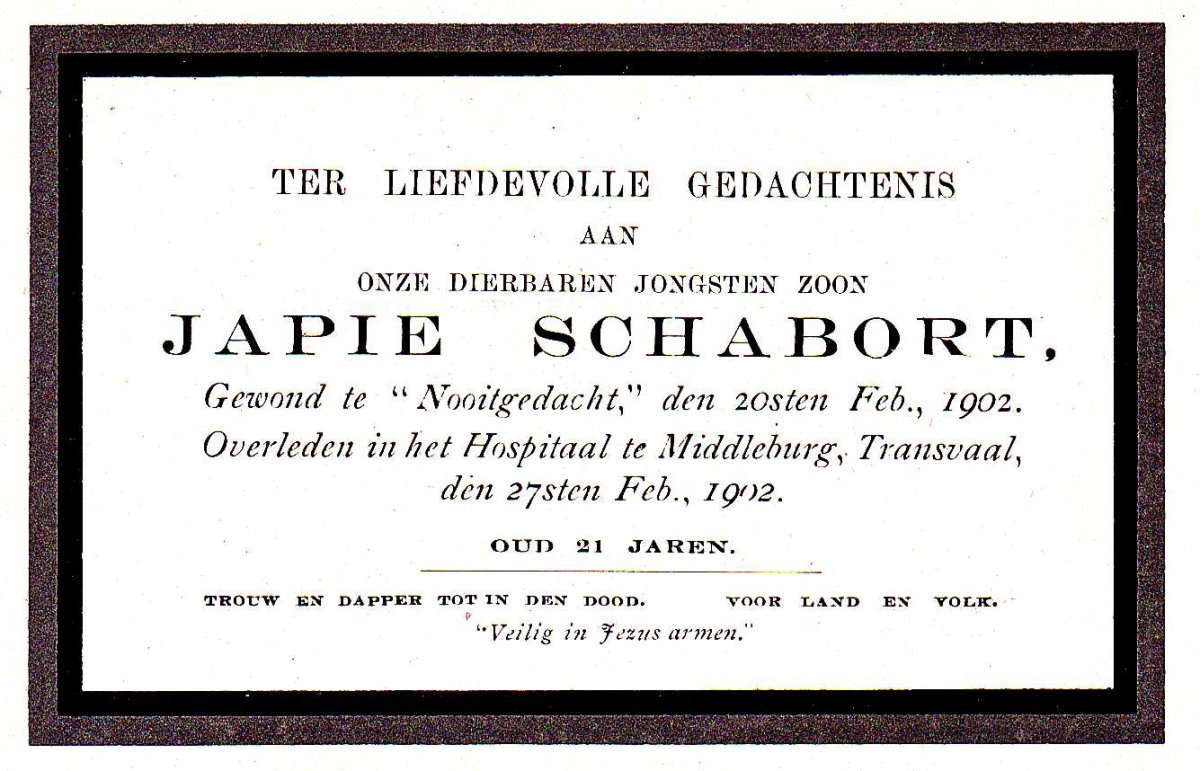 TER LIEFDEVOLLE GEDACHTENIS
AAN
ONZE DIERBAREN JONGSTEN ZOON
JAPIE SCHABORT,
Gewond te "Nooitgedacht," den 20sten Feb., 1902.
Overleden in het Hospitaal te Middleburg, Transvaal,
den 27sten Feb., 1902.
OUD 21 JAREN.
TROUW EN DAPPER TOT IN DEN DOOD. VOOR LAND EN VOLK.
"Veilig in Jezus armen."